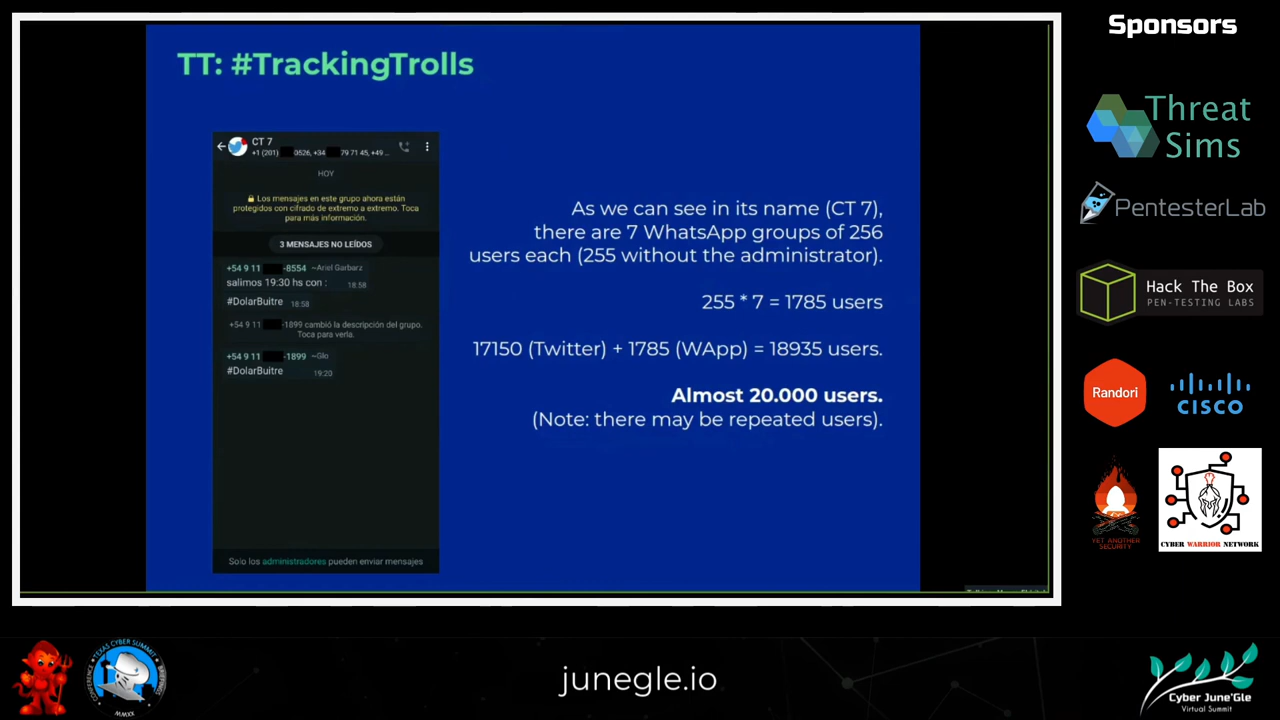 Sponsors
TT: #TrackingTrolls
CT 7
+1 (201) 0526, +34 79 71 45, +49 ...
HOY
Los mensajes en este grupo ahora están
protegidos con cifrado de extremo a extremo. Toca
para más información.
3 MENSAJES NO LEÍDOS
+54 9 11 -8554 ~Ariel Garbarz
salimos 19:30 hs con :
18:58
#DolarBuitre
18:58
+54 9 11 -1899 cambió la descripción del grupo.
Toca para verla.
+54 9 11 -1899 ~Glo
#DolarBuitre
19:20
Solo los administradores pueden enviar mensajes
As we can see in its name (CT 7),
there are 7 WhatsApp groups of 256
users each (255 without the administrator).
255 * 7 = 1785 users
17150 (Twitter) + 1785 (WApp) = 18935 users.
Almost 20.000 users.
(Note: there may be repeated users).
Threat
Sims
PentesterLab
Hack The Box
PEN-TESTING LABS
Randori
CISCO
YET ANOTHER
SECURITY
CYBER WARRIOR NETWORK
TEXAS CYBER SUMMIT
CONFERENCE
MMXX
junegle.io
Cyber June'Gle
Virtual Summit